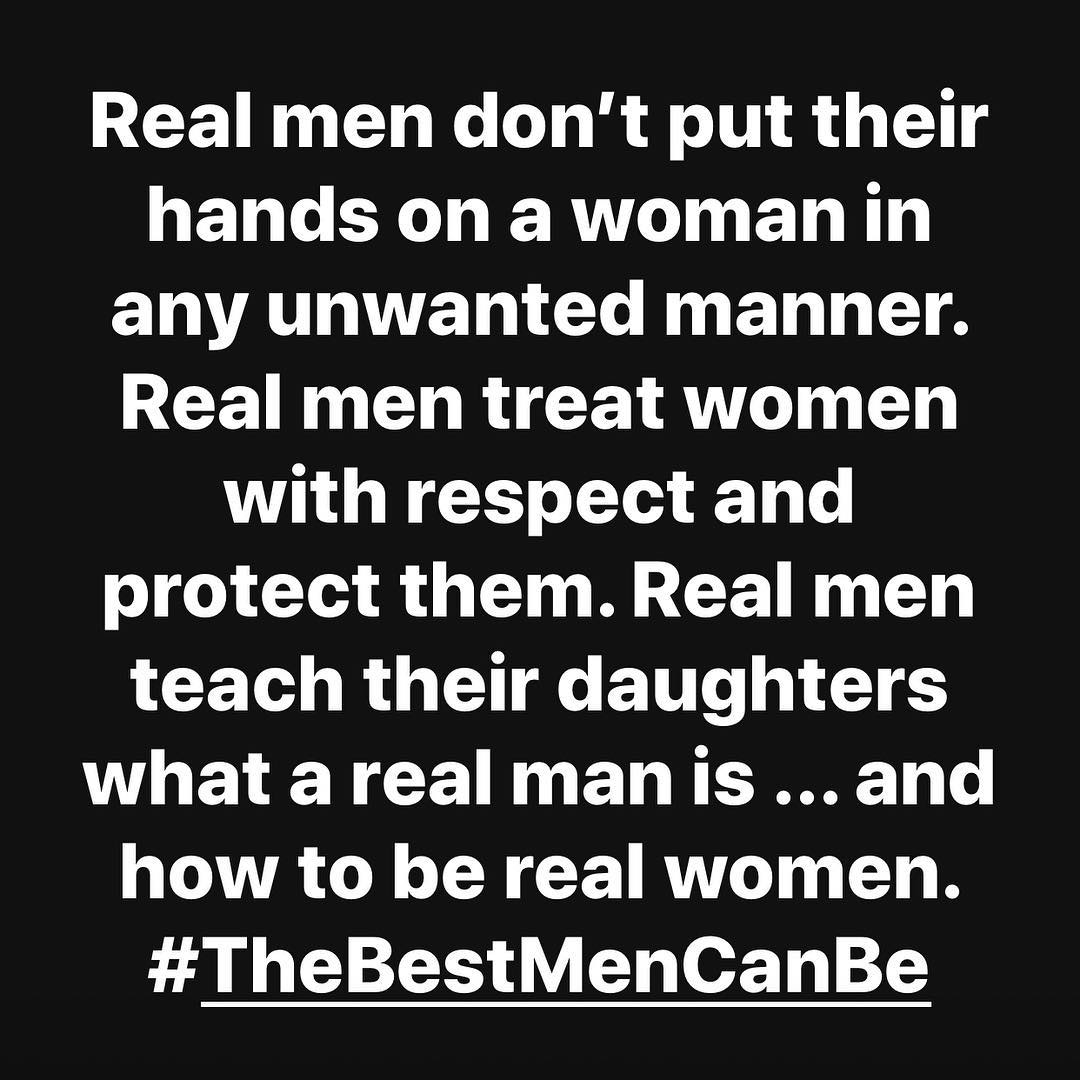 Real men don’t put their
hands on a woman in
any unwanted manner.
Real men treat women
with respect and
protect them. Real men
teach their daughters
what a real man is ... and
how to be real women.
#TheBestMenCanBe